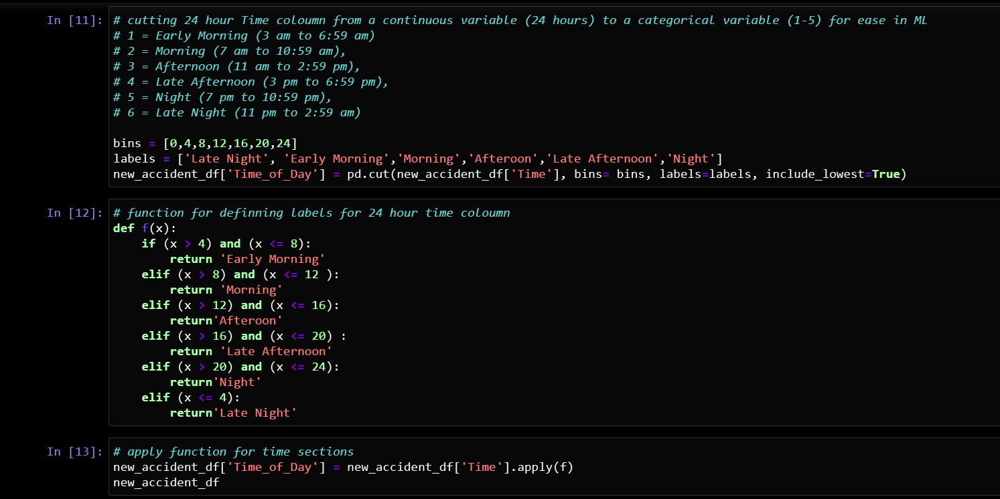 In [11]: # cutting 24 hour Time coloumn from a continuous variable (24 hours) to a categorical variable (1-5) for ease in ML
# 1 = Early Morning (3 am to 6:59 am)
# 2 = Morning (7 am to 10:59 am),
# 3 = Afternoon (11 am to 2:59 pm),
# 4 = Late Afternoon (3 pm to 6:59 pm),
# 5 = Night (7 pm to 10:59 pm),
# 6 = Late Night (11 pm to 2:59 am)
bins = [0,4,8,12,16,20,24]
labels = ['Late Night', 'Early Morning','Morning','Afteroon','Late Afternoon','Night']
new_accident_df['Time_of_Day'] = pd.cut(new_accident_df['Time'], bins= bins, labels=labels, include_lowest=True)
In [12]: # function for definning labels for 24 hour time coloumn
def f(x):
    if (x > 4) and (x <= 8):
        return 'Early Morning'
    elif (x > 8) and (x <= 12 ):
        return 'Morning'
    elif (x > 12) and (x <= 16):
        return'Afteroon'
    elif (x > 16) and (x <= 20) :
        return 'Late Afternoon'
    elif (x > 20) and (x <= 24):
        return'Night'
    elif (x <= 4):
        return'Late Night'
In [13]: # apply function for time sections
new_accident_df['Time_of_Day'] = new_accident_df['Time'].apply(f)
new_accident_df